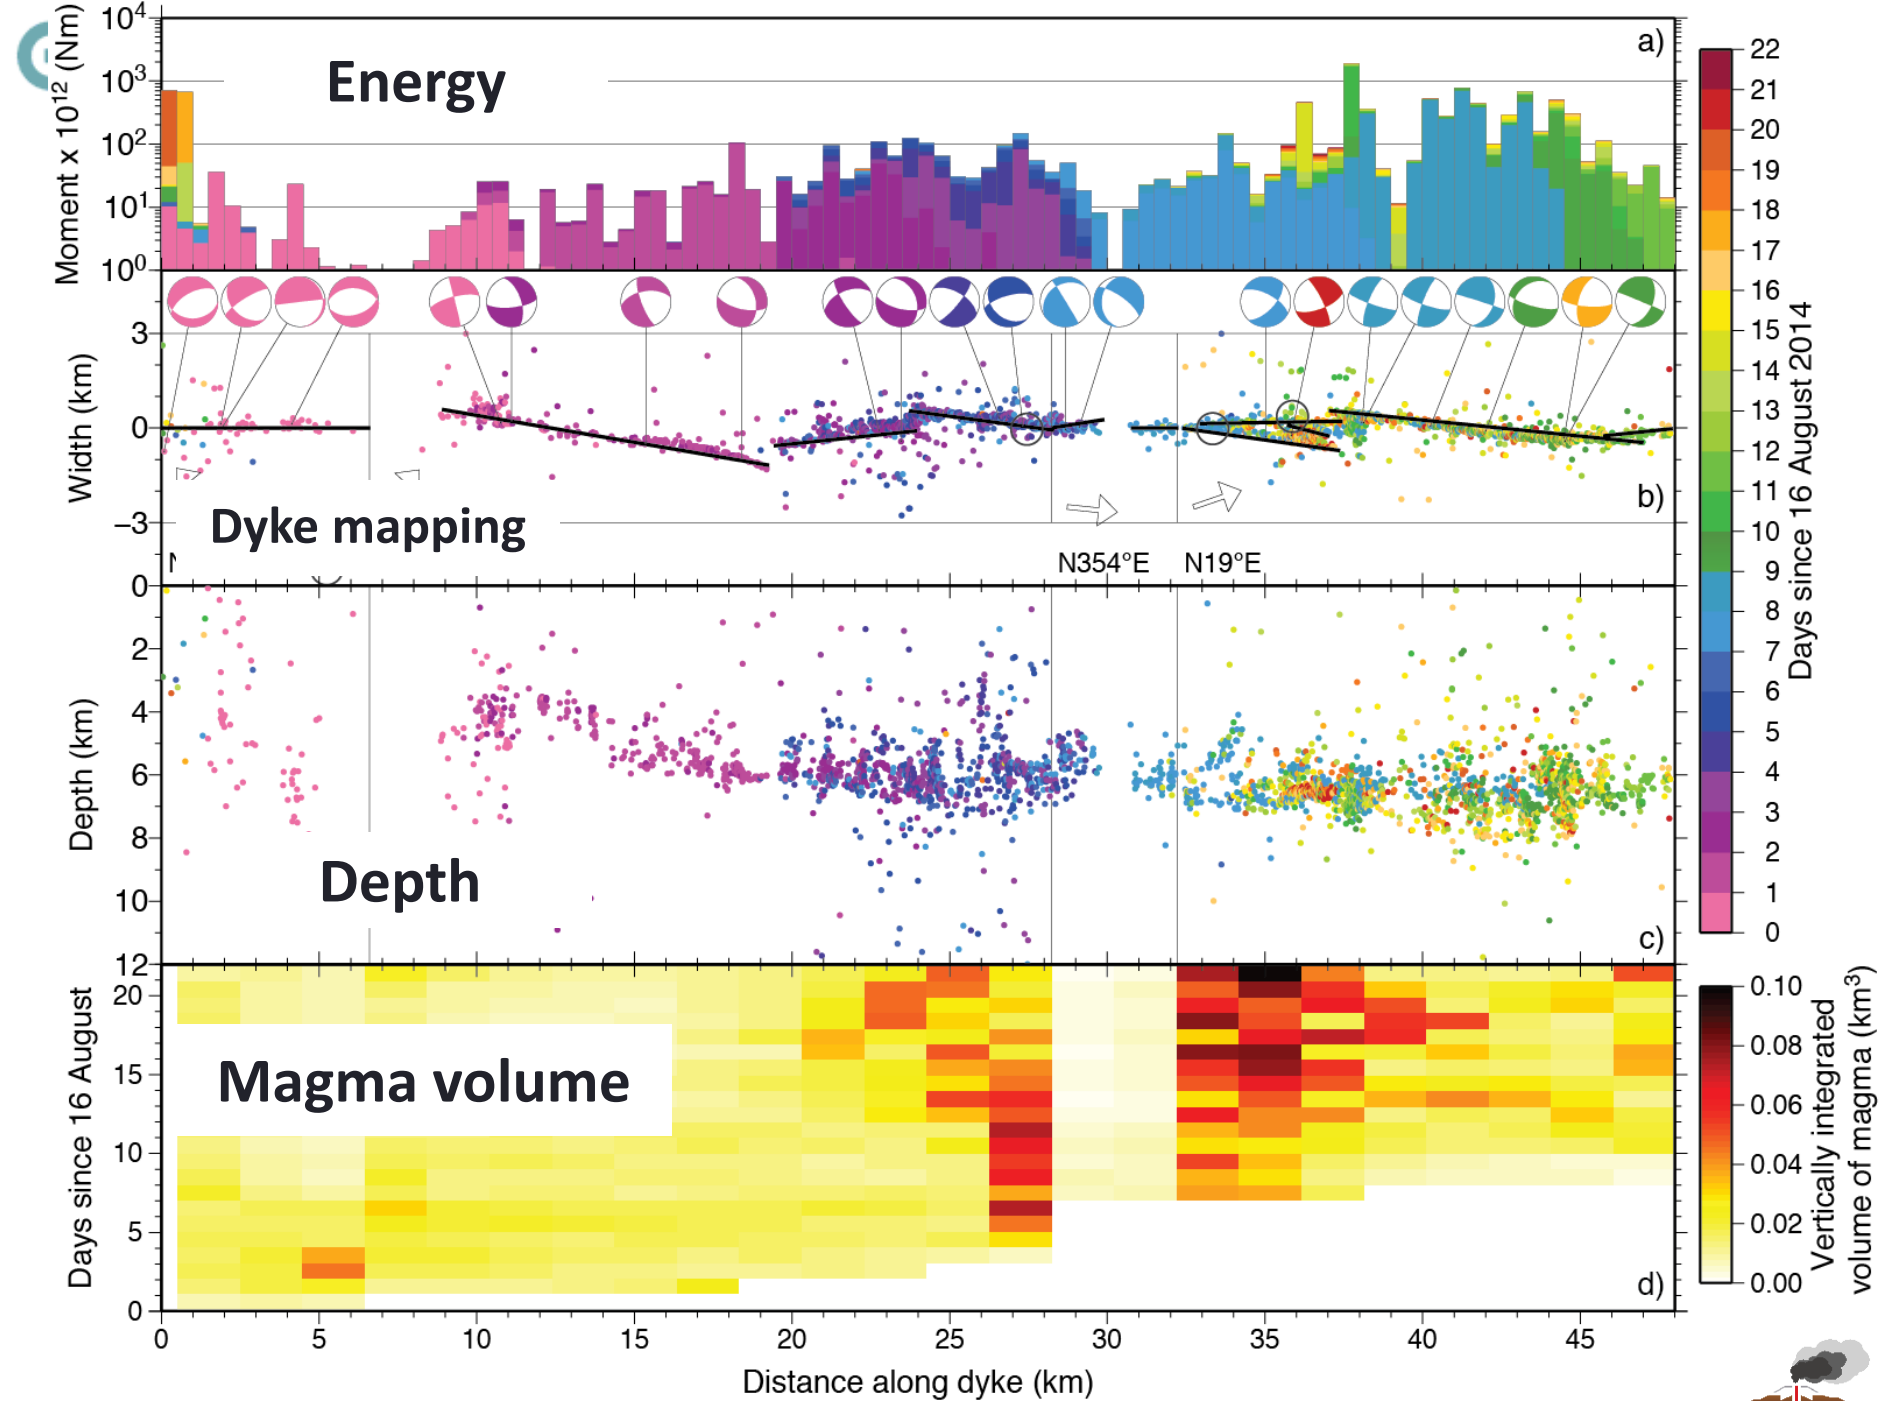 Moment x 10¹² (Nm)
10⁴
10³
10²
10¹
10⁰
Energy
a)
Width (km)
3
0
−3
Dyke mapping
b)
N354°E
N19°E
Depth (km)
0
2
4
6
8
10
12
Depth
c)
Days since 16 August
20
15
10
5
0
Magma volume
d)
0 5 10 15 20 25 30 35 40 45
Distance along dyke (km)
22
21
20
19
18
17
16
15
14
13
12
11
10
9
8
7
6
5
4
3
2
1
0
Days since 16 August 2014
0.10
0.08
0.06
0.04
0.02
0.00
Vertically integrated
volume of magma (km³)